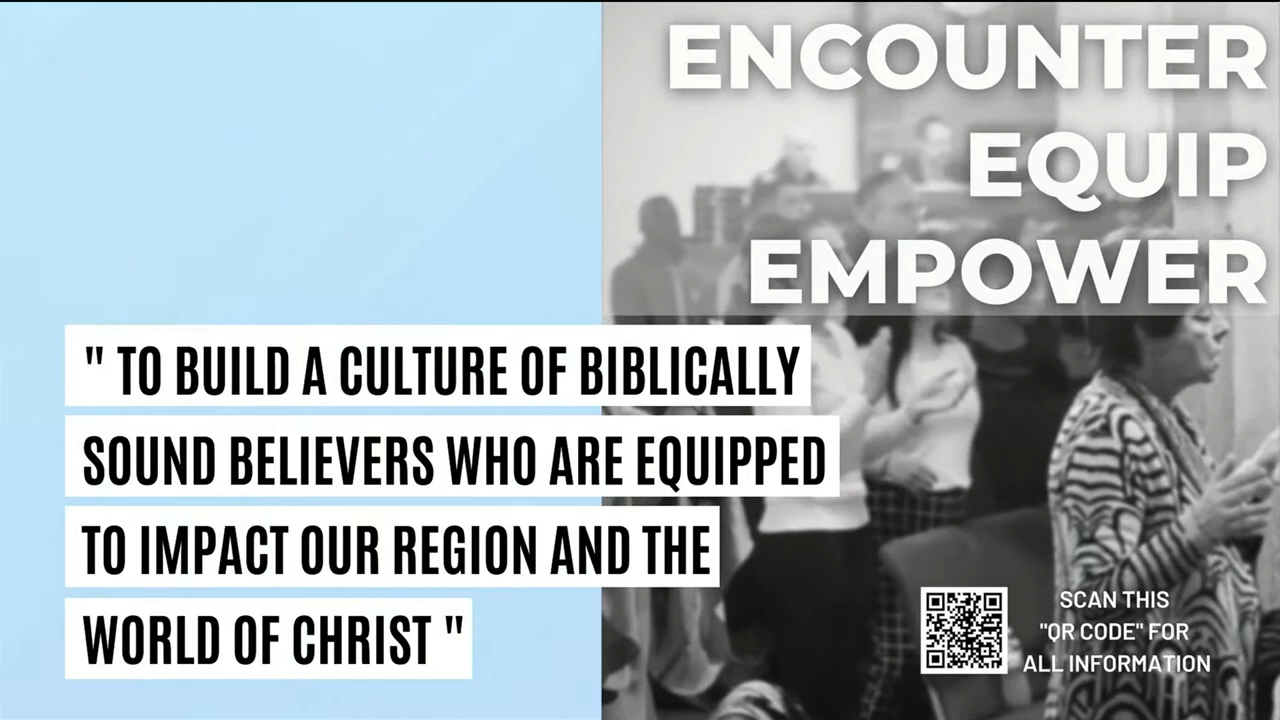 ENCOUNTER
EQUIP
EMPOWER
" TO BUILD A CULTURE OF BIBLICALLY
SOUND BELIEVERS WHO ARE EQUIPPED
TO IMPACT OUR REGION AND THE
WORLD OF CHRIST "
SCAN THIS
"QR CODE" FOR
ALL INFORMATION